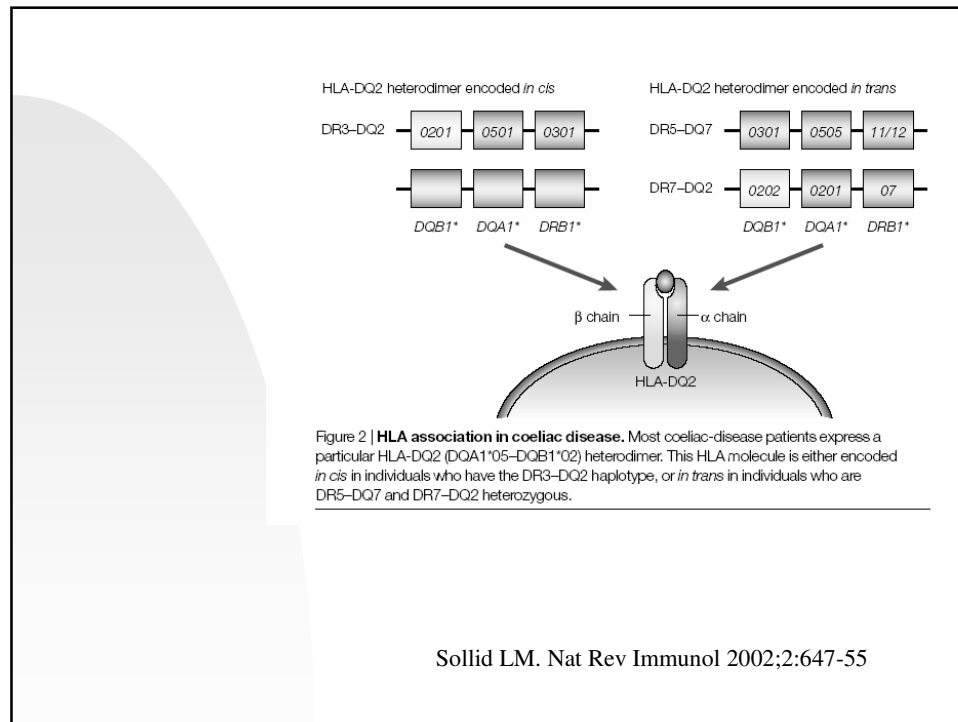 HLA-DQ2 heterodimer encoded in cis
DR3–DQ2 0201 0501 0301
DQB1* DQA1* DRB1*
HLA-DQ2 heterodimer encoded in trans
DR5–DQ7 0301 0505 11/12
DR7–DQ2 0202 0201 07
DQB1* DQA1* DRB1*
β chain
α chain
HLA-DQ2
Figure 2 | HLA association in coeliac disease. Most coeliac-disease patients express a
particular HLA-DQ2 (DQA1*05–DQB1*02) heterodimer. This HLA molecule is either encoded
in cis in individuals who have the DR3–DQ2 haplotype, or in trans in individuals who are
DR5–DQ7 and DR7–DQ2 heterozygous.
Sollid LM. Nat Rev Immunol 2002;2:647-55